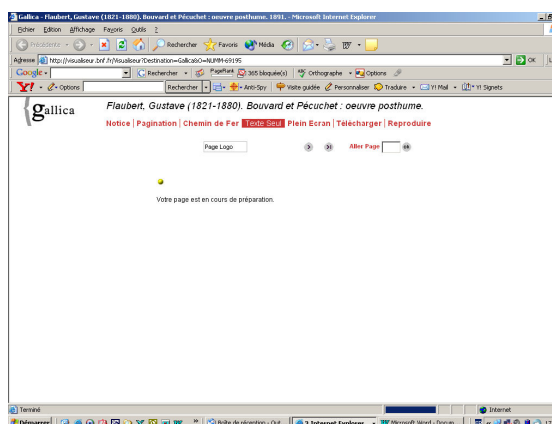 Gallica - Flaubert, Gustave (1821-1880). Bouvard et Pécuchet : oeuvre posthume. 1891. - Microsoft Internet Explorer
Fichier Edition Affichage Favoris Outils ?
Précédente Rechercher Favoris Média
Adresse http://visualiseur.bnf.fr/Visualiseur?Destination=Gallica&O=NUMM-69195 OK
Google Rechercher PageRank 365 bloquée(s) Orthographe Options
Y! Options Rechercher Anti-Spy Visite guidée Personnaliser Traduire Y! Mail Y! Signets
gallica
Flaubert, Gustave (1821-1880). Bouvard et Pécuchet : oeuvre posthume.
Notice | Pagination | Chemin de Fer | Texte Seul | Plein Ecran | Télécharger | Reproduire
Page Logo Aller Page ok
Votre page est en cours de préparation.
Terminé Internet
Démarrer Boîte de réception - Out... 2 Internet Explorer Microsoft Word - Docum...